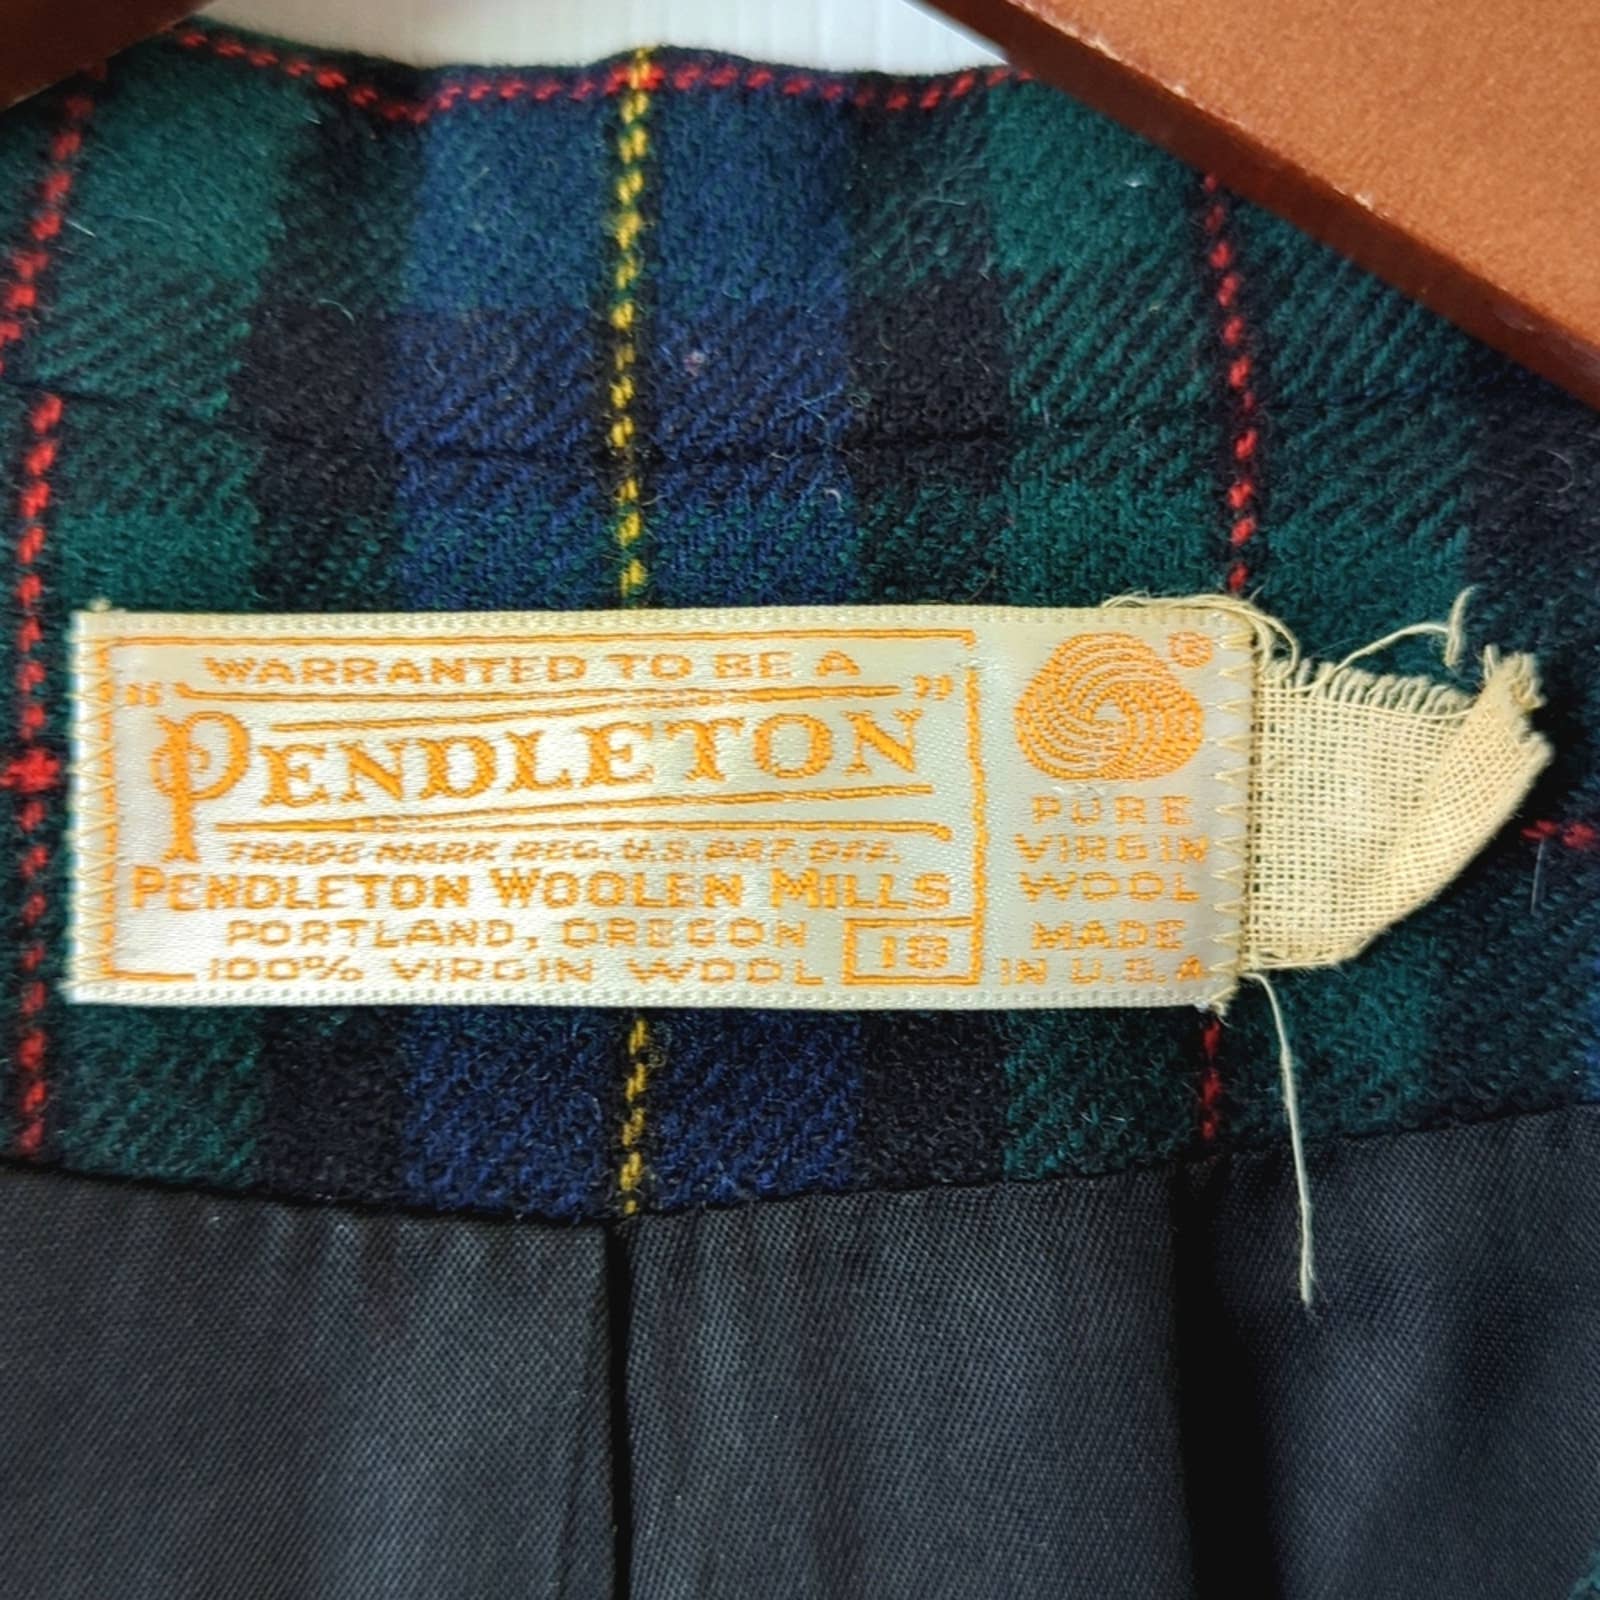 WARRANTED TO BE A
"PENDLETON"
TRADE MARK REG. U.S. PAT. OFF.
PENDLETON WOOLEN MILLS
PORTLAND, OREGON
100% VIRGIN WOOL
18
®
PURE
VIRGIN
WOOL
MADE
IN U.S.A